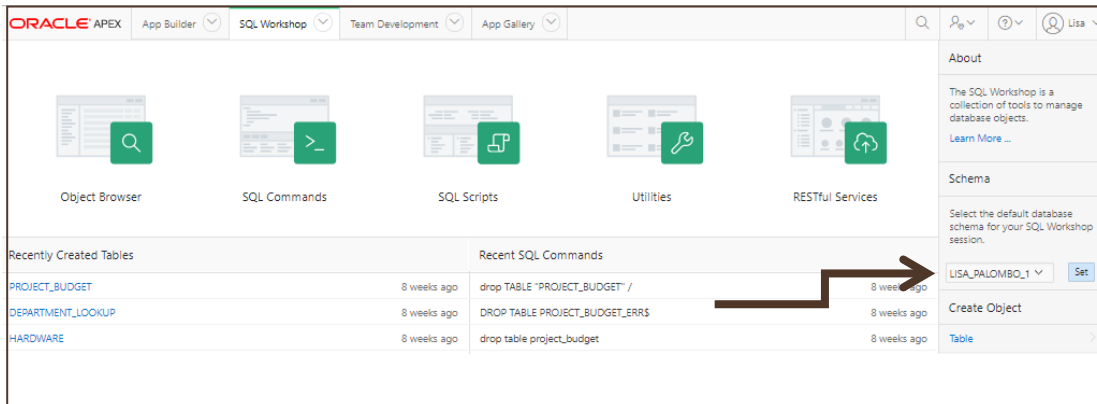 ORACLE APEX App Builder SQL Workshop Team Development App Gallery Lisa
Object Browser SQL Commands SQL Scripts Utilities RESTful Services
Recently Created Tables
PROJECT_BUDGET 8 weeks ago
DEPARTMENT_LOOKUP 8 weeks ago
HARDWARE 8 weeks ago
Recent SQL Commands
drop TABLE "PROJECT_BUDGET" / 8 weeks ago
DROP TABLE PROJECT_BUDGET_ERR$ 8 weeks ago
drop table project_budget 8 weeks ago
About
The SQL Workshop is a
collection of tools to manage
database objects.
Learn More ...
Schema
Select the default database
schema for your SQL Workshop
session.
LISA_PALOMBO_1 Set
Create Object
Table